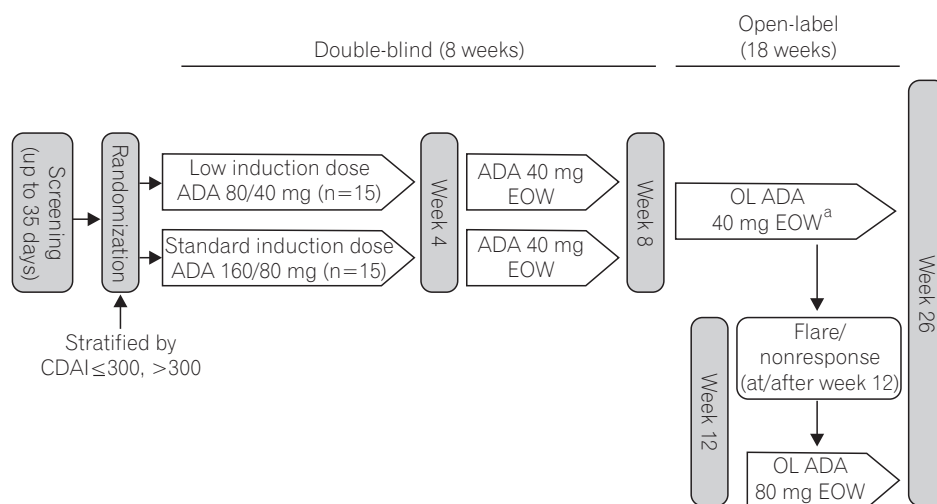 Double-blind (8 weeks)
Open-label
(18 weeks)
Screening
(up to 35 days)
Randomization
Low induction dose
ADA 80/40 mg (n=15)
Standard induction dose
ADA 160/80 mg (n=15)
Stratified by
CDAI≤300, >300
Week 4
ADA 40 mg
EOW
ADA 40 mg
EOW
Week 8
OL ADA
40 mg EOWª
Week 12
Flare/
nonresponse
(at/after week 12)
OL ADA
80 mg EOW
Week 26